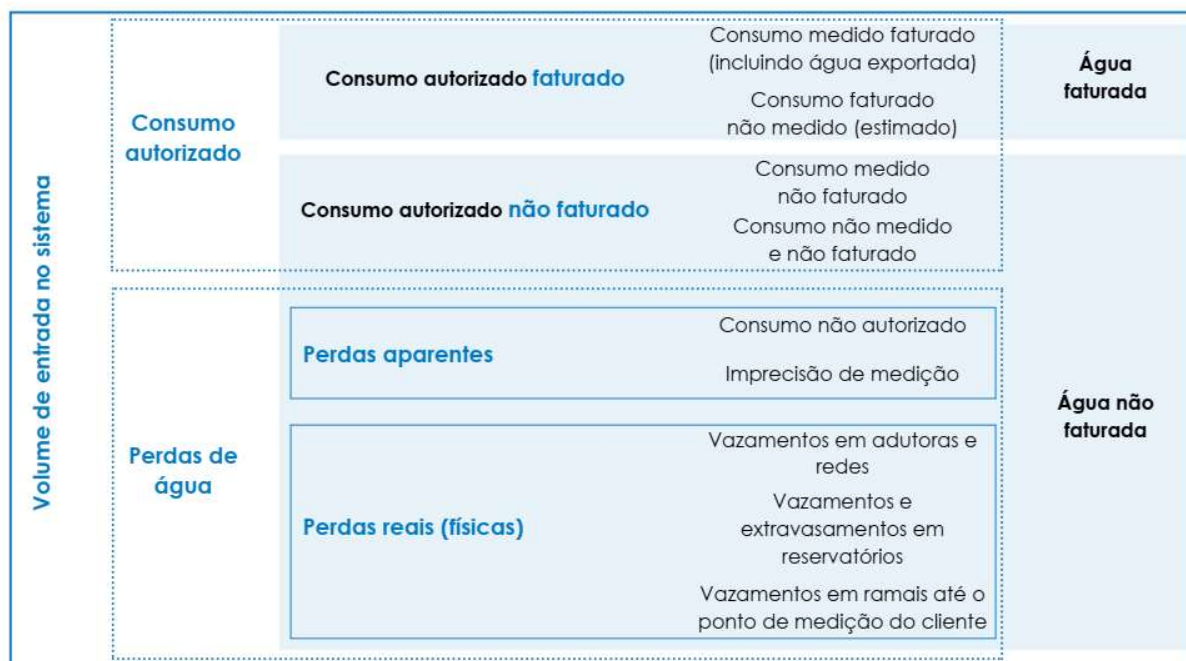 Volume de entrada no sistema
Consumo
autorizado
Consumo autorizado faturado
Consumo medido faturado
(incluindo água exportada)
Consumo faturado
não medido (estimado)
Água
faturada
Consumo autorizado não faturado
Consumo medido
não faturado
Consumo não medido
e não faturado
Perdas de
água
Perdas aparentes
Consumo não autorizado
Imprecisão de medição
Perdas reais (físicas)
Vazamentos em adutoras e
redes
Vazamentos e
extravasamentos em
reservatórios
Vazamentos em ramais até o
ponto de medição do cliente
Água não
faturada